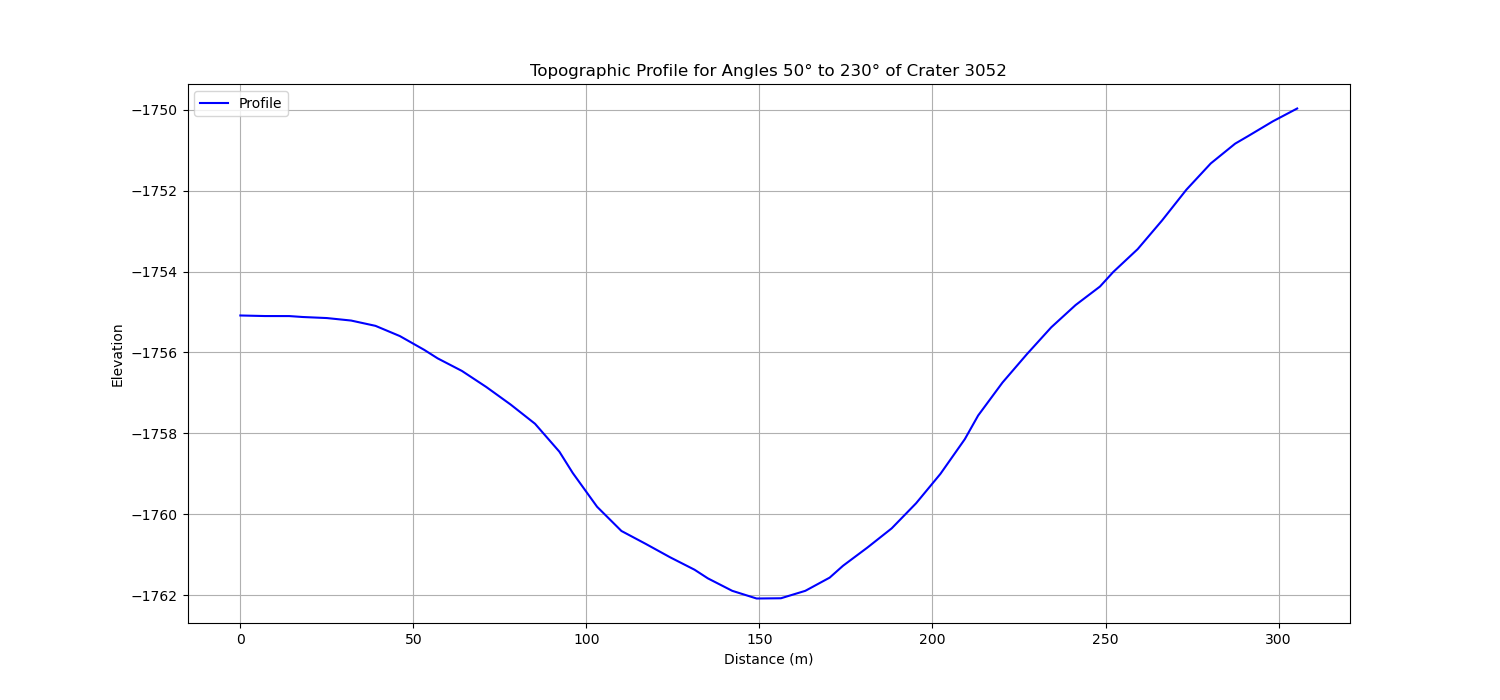 Topographic Profile for Angles 50° to 230° of Crater 3052
Profile
−1750
−1752
−1754
−1756
−1758
−1760
−1762
Elevation
0 50 100 150 200 250 300
Distance (m)